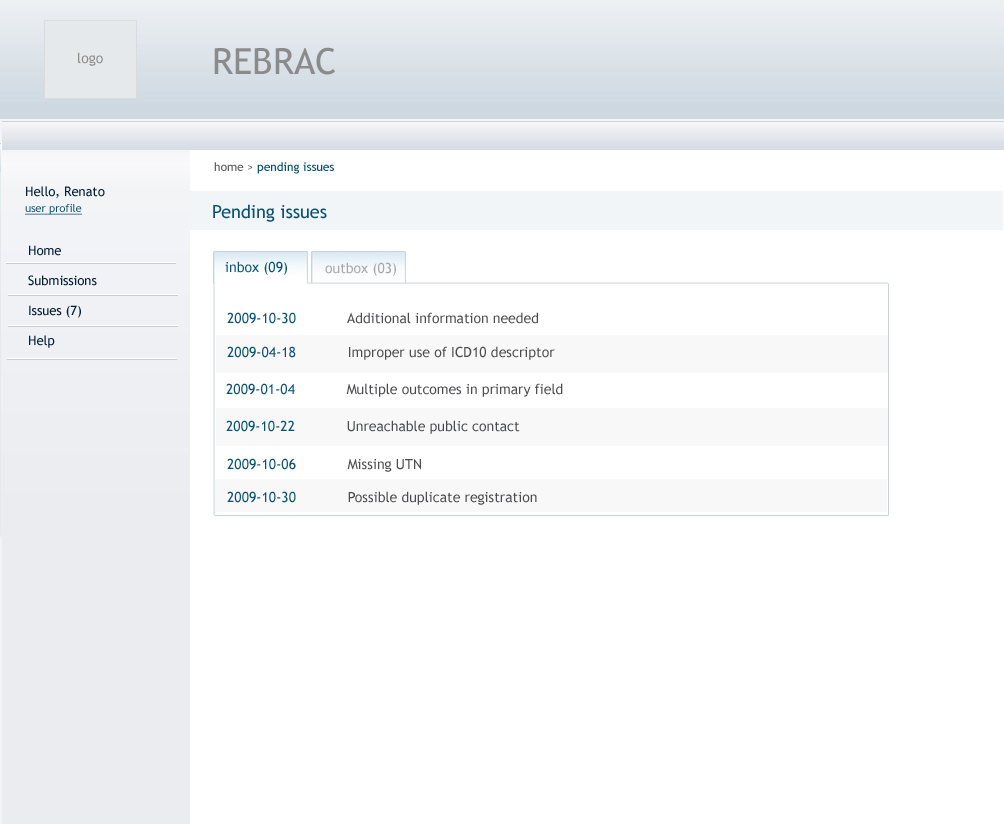 logo
REBRAC
home > pending issues
Hello, Renato
user profile
Pending issues
Home
Submissions
Issues (7)
Help
inbox (09) outbox (03)
2009-10-30 Additional information needed
2009-04-18 Improper use of ICD10 descriptor
2009-01-04 Multiple outcomes in primary field
2009-10-22 Unreachable public contact
2009-10-06 Missing UTN
2009-10-30 Possible duplicate registration